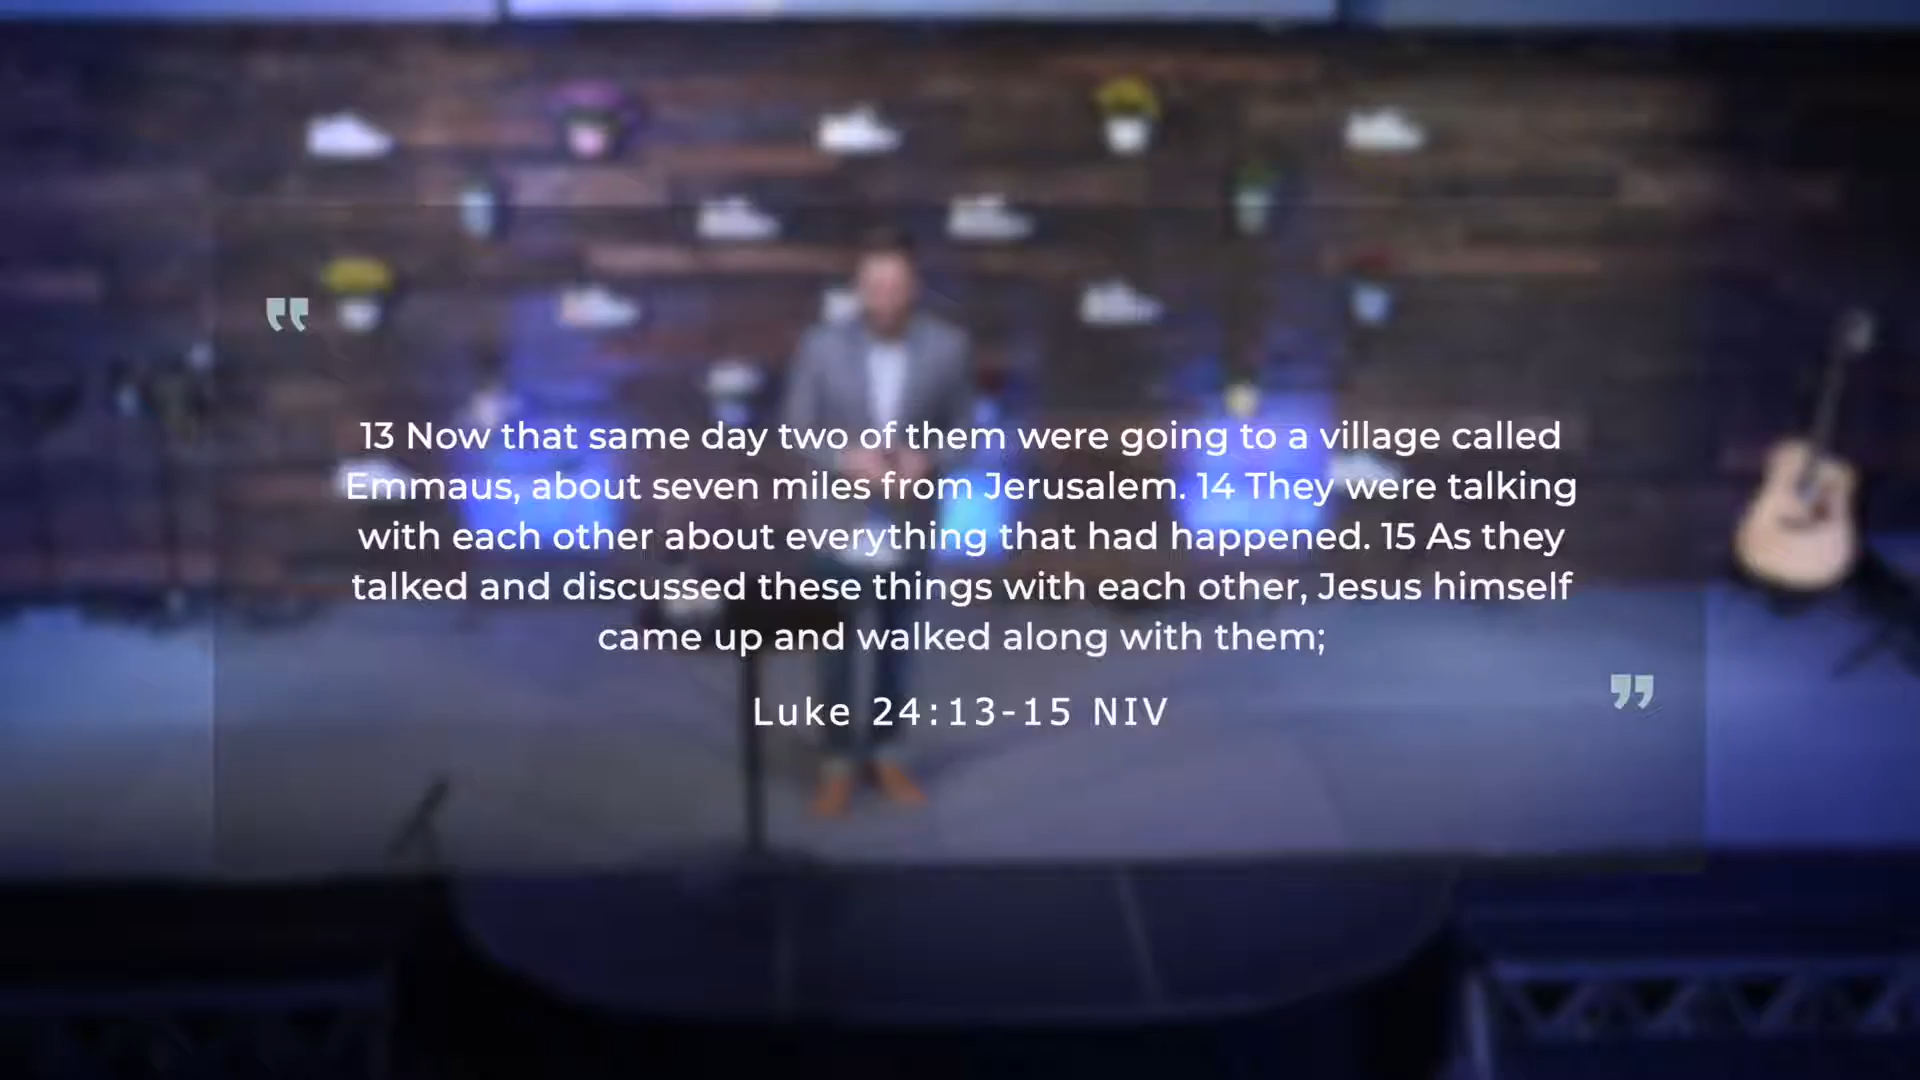 "
13 Now that same day two of them were going to a village called
Emmaus, about seven miles from Jerusalem. 14 They were talking
with each other about everything that had happened. 15 As they
talked and discussed these things with each other, Jesus himself
came up and walked along with them;
Luke 24:13-15 NIV
"